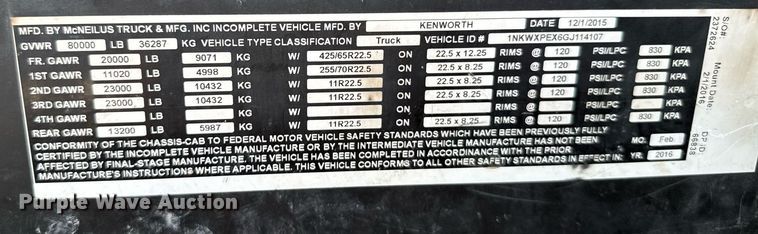 MFD. BY McNEILUS TRUCK & MFG. INC INCOMPLETE VEHICLE MFD. BY KENWORTH DATE 12/1/2015
GVWR 80000 LB 36287 KG VEHICLE TYPE CLASSIFICATION Truck VEHICLE ID # 1NKWXPEX6GJ114107
FR. GAWR 20000 LB 9071 KG W/ 425/65R22.5 ON 22.5 x 12.25 RIMS @ 120 PSI/LPC 830 KPA
1ST GAWR 11020 LB 4998 KG W/ 255/70R22.5 ON 22.5 x 8.25 RIMS @ 120 PSI/LPC 830 KPA
2ND GAWR 23000 LB 10432 KG W/ 11R22.5 ON 22.5 x 8.25 RIMS @ 120 PSI/LPC 830 KPA
3RD GAWR 23000 LB 10432 KG W/ 11R22.5 ON 22.5 x 8.25 RIMS @ 120 PSI/LPC 830 KPA
4TH GAWR LB KG W/ ON RIMS @ PSI/LPC KPA
REAR GAWR 13200 LB 5987 KG W/ 11R22.5 ON 22.5 x 8.25 RIMS @ 120 PSI/LPC 830 KPA
CONFORMITY OF THE CHASSIS-CAB TO FEDERAL MOTOR VEHICLE SAFETY STANDARDS WHICH HAVE BEEN PREVIOUSLY FULLY
CERTIFIED BY THE INCOMPLETE VEHICLE MANUFACTURER OR BY THE INTERMEDIATE VEHICLE MANUFACTURER HAS NOT BEEN
AFFECTED BY FINAL-STAGE MANUFACTURE. THE VEHICLE HAS BEEN COMPLETED IN ACCORDANCE WITH THE PRIOR
MANUFACTURE'S INSTRUCTIONS WHERE APPLICABLE. THIS VEHICLE CONFORMS TO ALL OTHER SAFETY STANDARDS IN EFFECT IN:
MO. Feb.
YR. 2016
S/O#:
2372624
Mount Date:
2/1/2016
DP ID:
66838
Purple Wave Auction